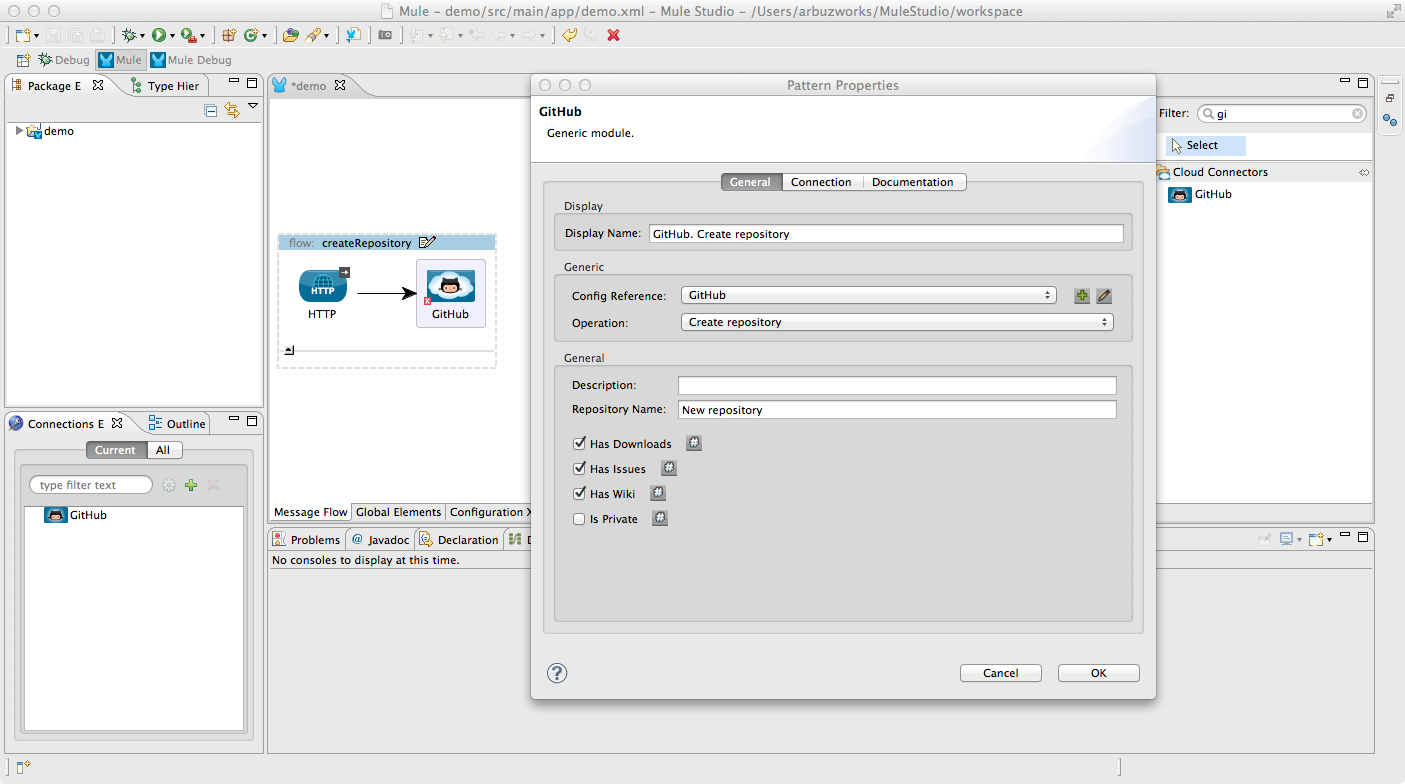 Mule – demo/src/main/app/demo.xml – Mule Studio – /Users/arbuzworks/MuleStudio/workspace
Debug Mule Mule Debug
Package E Type Hier
demo
*demo
flow: createRepository
HTTP
HTTP
GitHub
Message Flow Global Elements Configuration X
Connections E Outline
Current All
type filter text
GitHub
Problems @ Javadoc Declaration D
No consoles to display at this time.
Pattern Properties
GitHub
Generic module.
General Connection Documentation
Display
Display Name: GitHub. Create repository
Generic
Config Reference: GitHub
Operation: Create repository
General
Description:
Repository Name: New repository
Has Downloads #
Has Issues #
Has Wiki #
Is Private #
?
Cancel OK
Filter: gi
Select
Cloud Connectors
GitHub